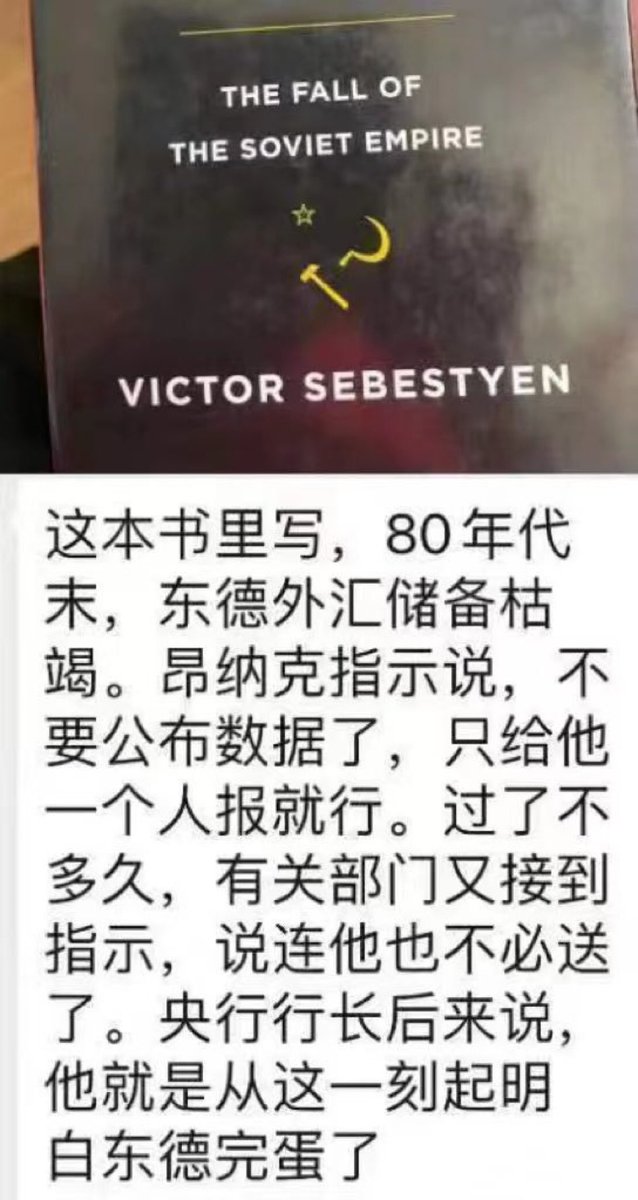 THE FALL OF
THE SOVIET EMPIRE
VICTOR SEBESTYEN
这本书里写，80年代
末，东德外汇储备枯
竭。昂纳克指示说，不
要公布数据了，只给他
一个人报就行。过了不
多久，有关部门又接到
指示，说连他也不必送
了。央行行长后来说，
他就是从这一刻起明
白东德完蛋了